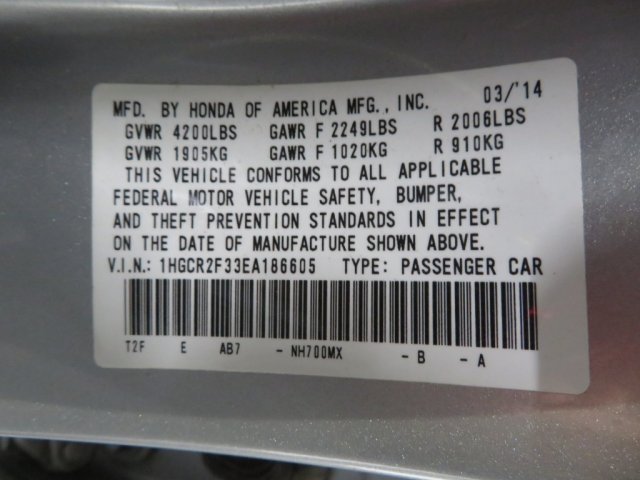 MFD. BY HONDA OF AMERICA MFG., INC. 03/'14
GVWR 4200LBS GAWR F 2249LBS R 2006LBS
GVWR 1905KG GAWR F 1020KG R 910KG
THIS VEHICLE CONFORMS TO ALL APPLICABLE
FEDERAL MOTOR VEHICLE SAFETY, BUMPER,
AND THEFT PREVENTION STANDARDS IN EFFECT
ON THE DATE OF MANUFACTURE SHOWN ABOVE.
V.I.N.: 1HGCR2F33EA186605 TYPE: PASSENGER CAR
T2F E AB7 - NH700MX - B - A